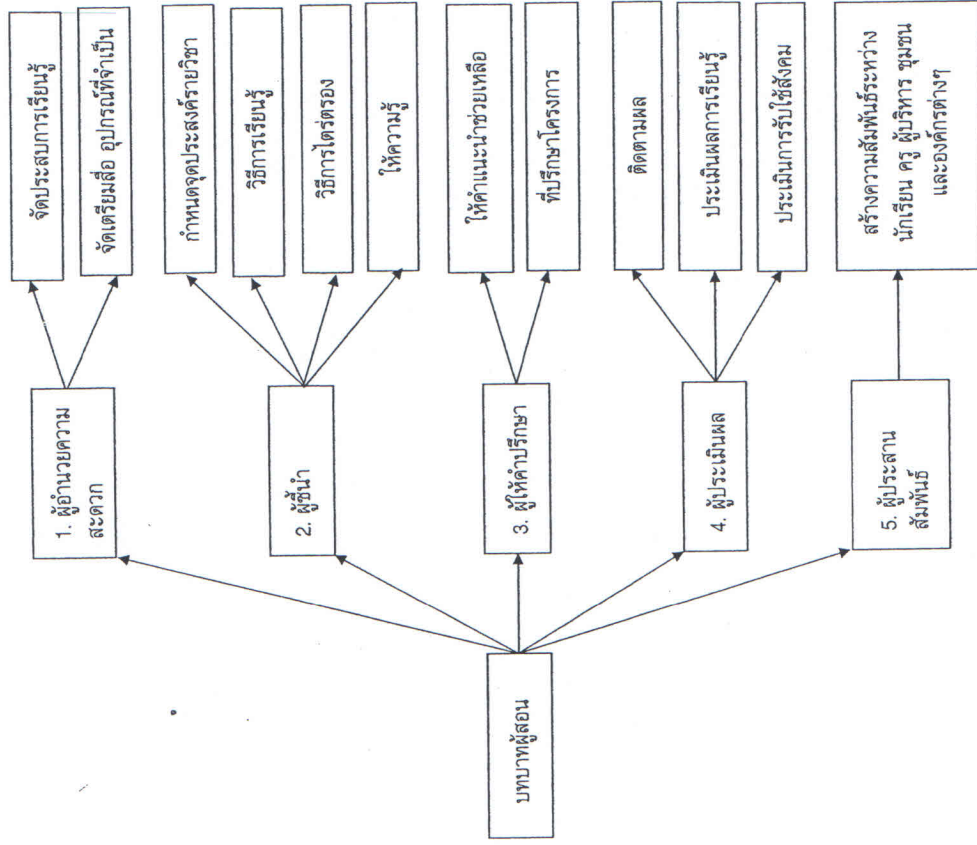 บทบาทผู้สอน
1. ผู้อำนวยความ
สะดวก
จัดประสบการเรียนรู้
จัดเตรียมสื่อ อุปกรณ์ที่จำเป็น
2. ผู้ชี้นำ
กำหนดจุดประสงค์รายวิชา
วิธีการเรียนรู้
วิธีการไตร่ตรอง
ให้ความรู้
3. ผู้ให้คำปรึกษา
ให้คำแนะนำช่วยเหลือ
ที่ปรึกษาโครงการ
4. ผู้ประเมินผล
ติดตามผล
ประเมินผลการเรียนรู้
ประเมินการรับใช้สังคม
5. ผู้ประสาน
สัมพันธ์
สร้างความสัมพันธ์ระหว่าง
นักเรียน ครู ผู้บริหาร ชุมชน
และองค์กรต่างๆ